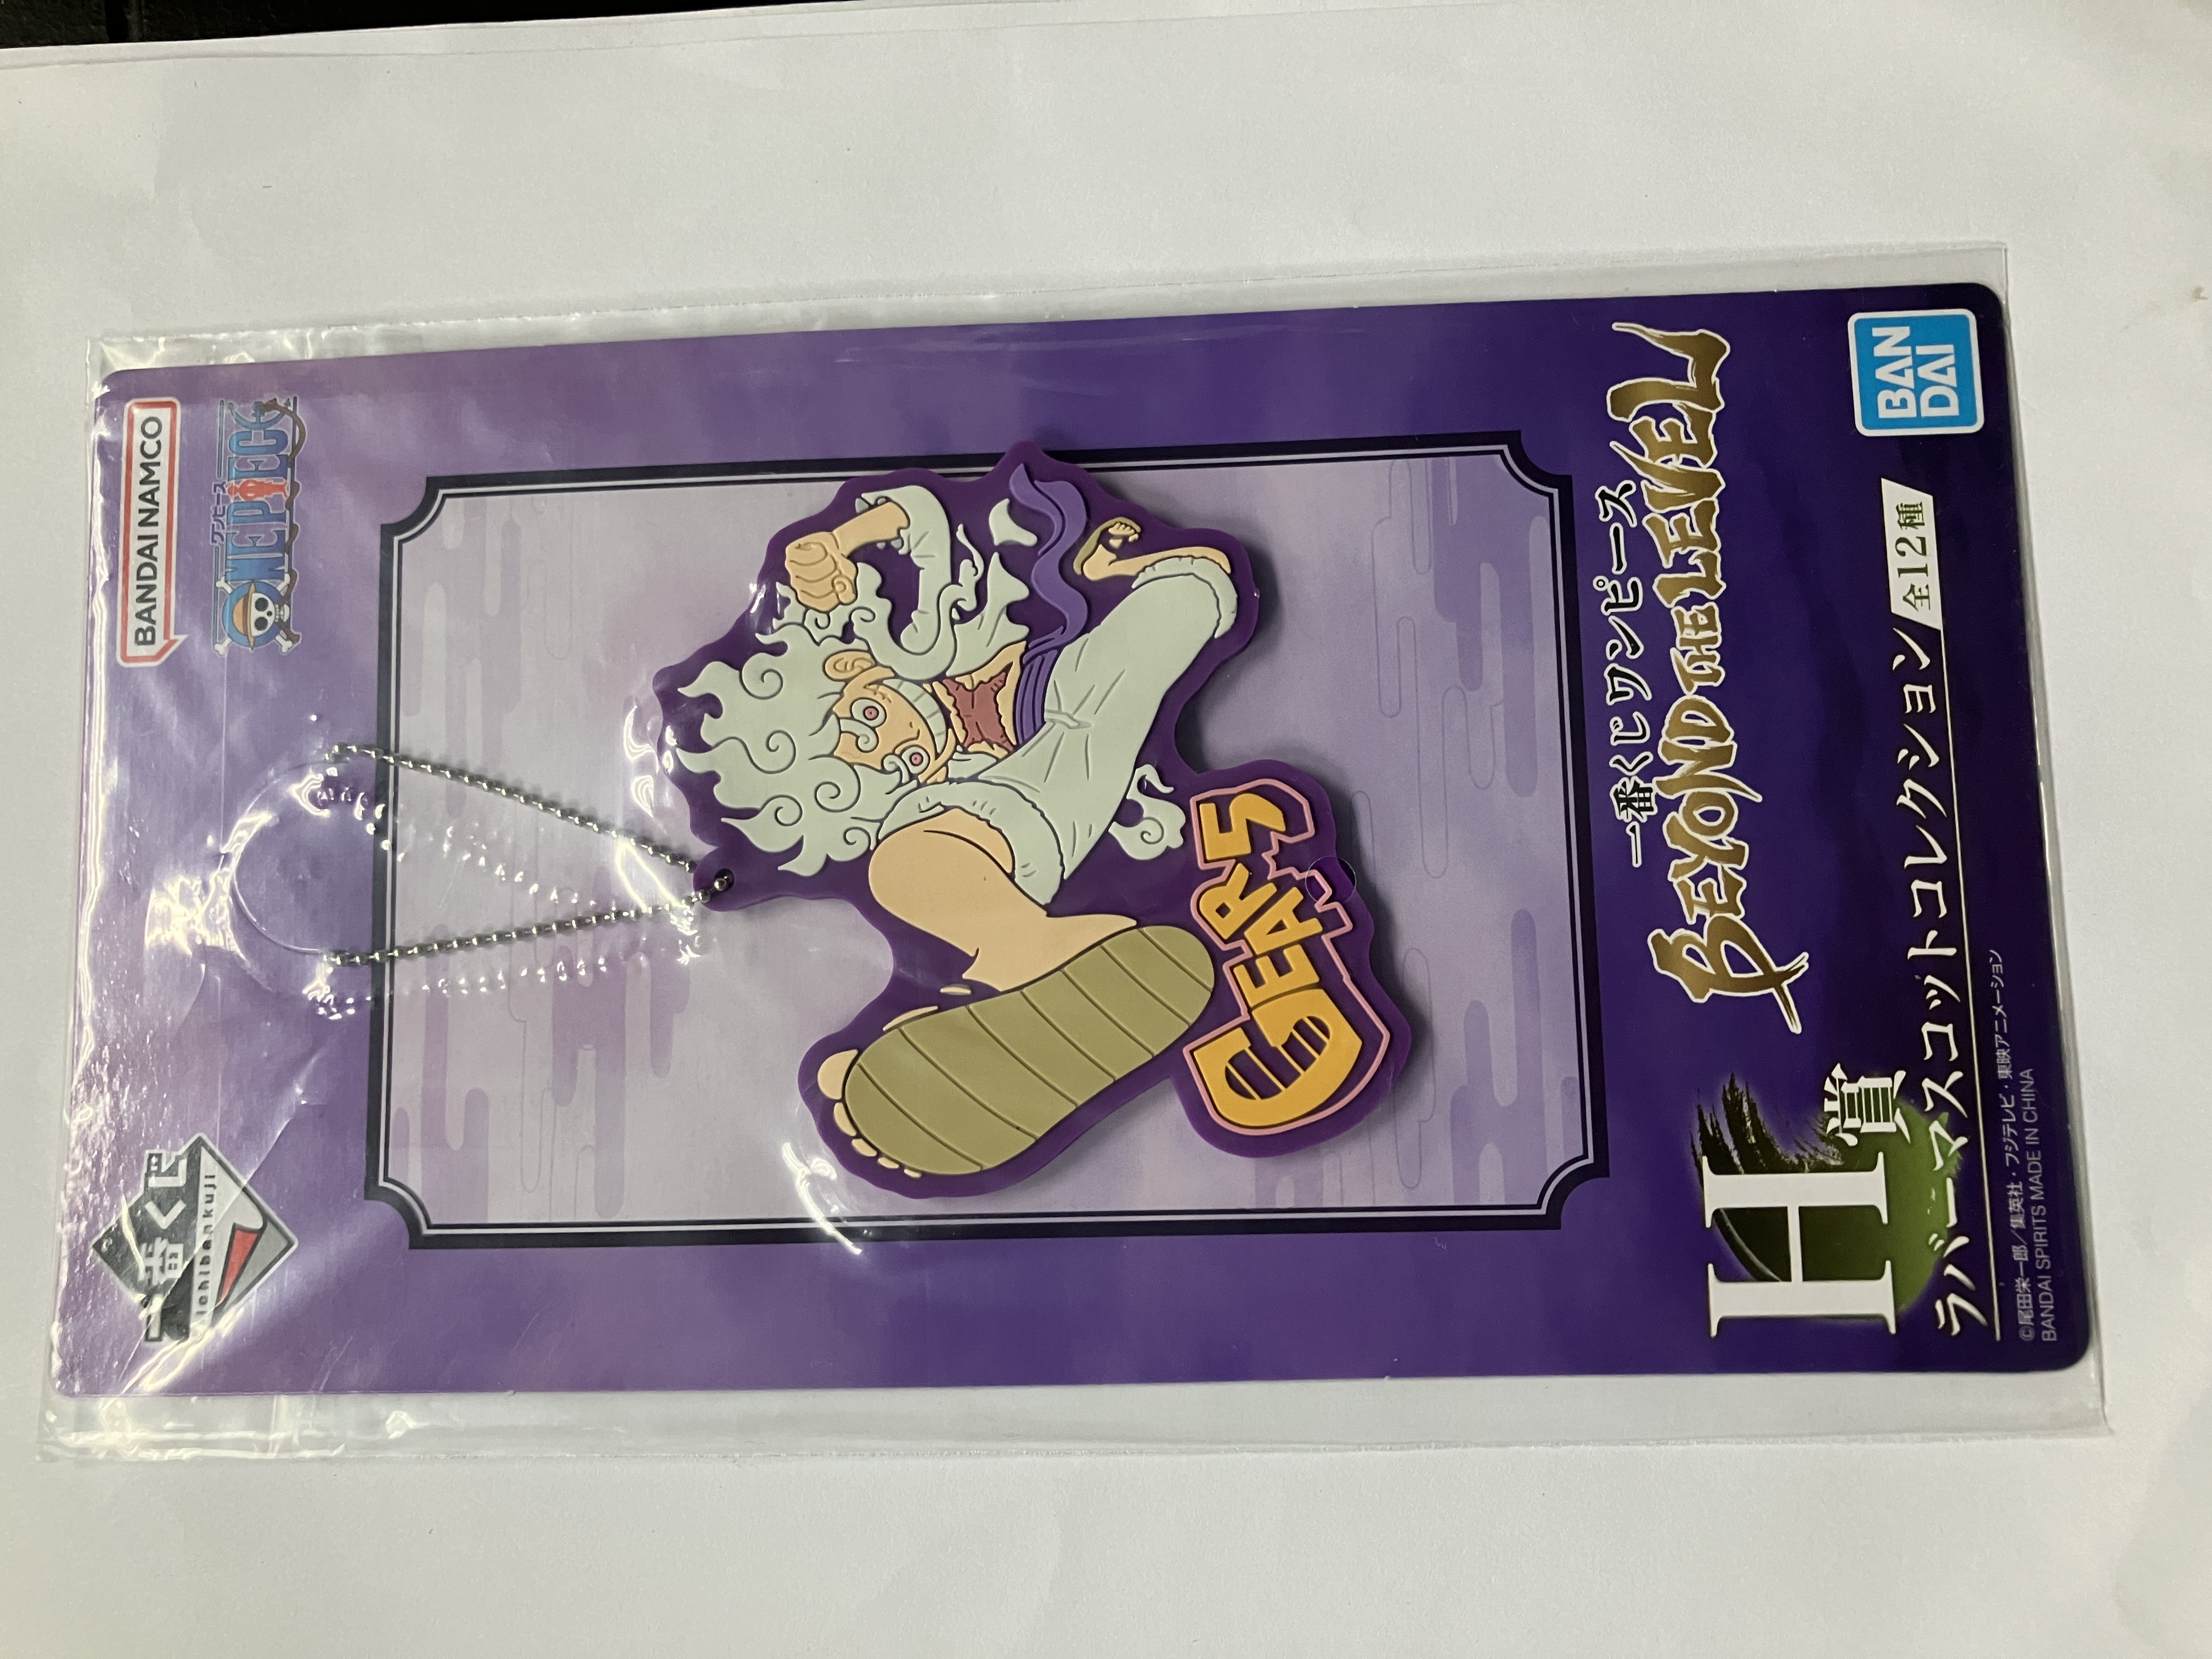 BANDAI NAMCO
ワンピース
ONE PIECE
一番くじ
ichibankuji
GEAR5
一番くじ ワンピース
BEYOND THE LEVEL
H賞
ラバーマスコットコレクション 全12種
BAN
DAI
©尾田栄一郎/集英社・フジテレビ・東映アニメーション
BANDAI SPIRITS MADE IN CHINA